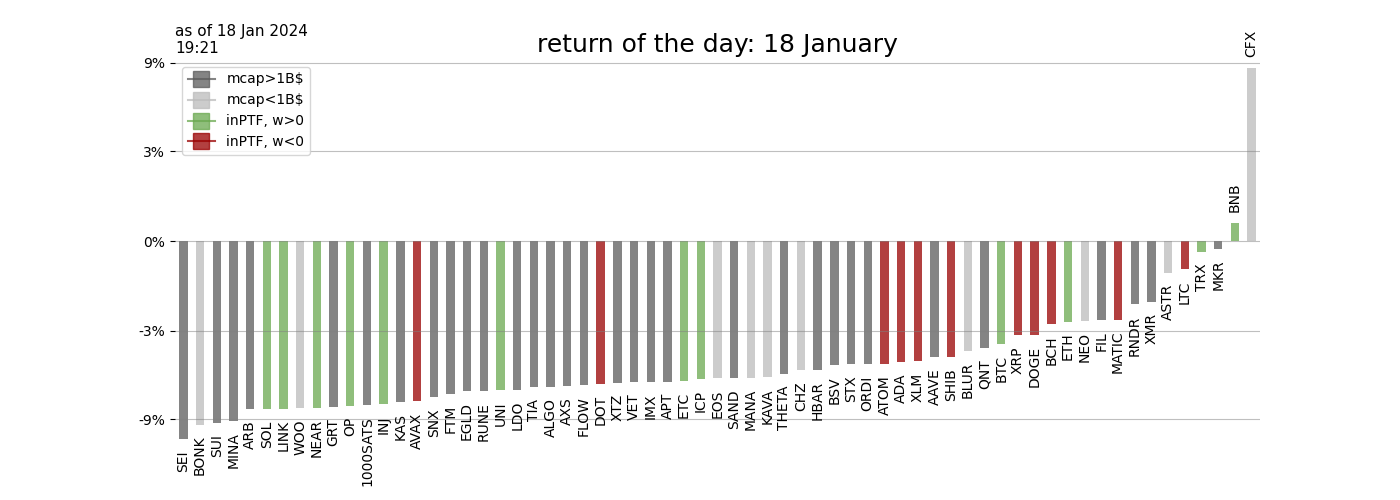 as of 18 Jan 2024
19:21
return of the day: 18 January
9%
3%
0%
-3%
-9%
mcap>1B$
mcap<1B$
inPTF, w>0
inPTF, w<0
SEI
BONK
SUI
MINA
ARB
SOL
LINK
WOO
NEAR
GRT
OP
1000SATS
INJ
KAS
AVAX
SNX
FTM
EGLD
RUNE
UNI
LDO
TIA
ALGO
AXS
FLOW
DOT
XTZ
VET
IMX
APT
ETC
ICP
EOS
SAND
MANA
KAVA
THETA
CHZ
HBAR
BSV
STX
ORDI
ATOM
ADA
XLM
AAVE
SHIB
BLUR
QNT
BTC
XRP
DOGE
BCH
ETH
NEO
FIL
MATIC
RNDR
XMR
ASTR
LTC
TRX
MKR
BNB
CFX